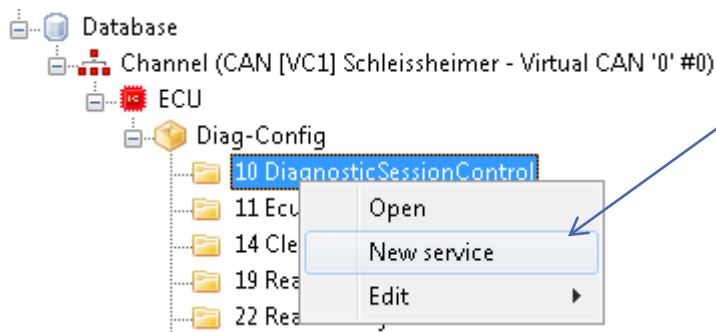 Database
Channel (CAN [VC1] Schleissheimer - Virtual CAN '0' #0)
ECU
Diag-Config
10 DiagnosticSessionControl
11 Ecu
Open
14 Cle
New service
19 Rea
Edit
22 Rea